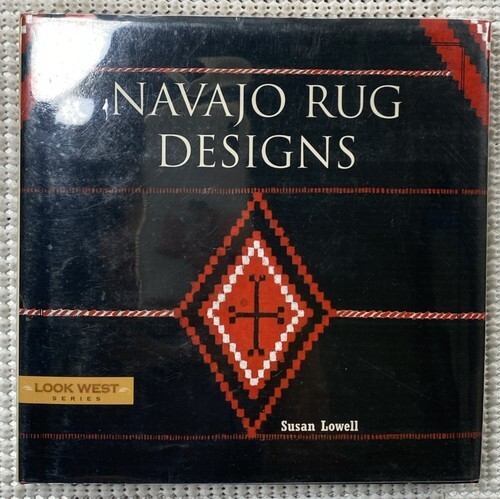 NAVAJO RUG
DESIGNS
LOOK WEST
SERIES
Susan Lowell